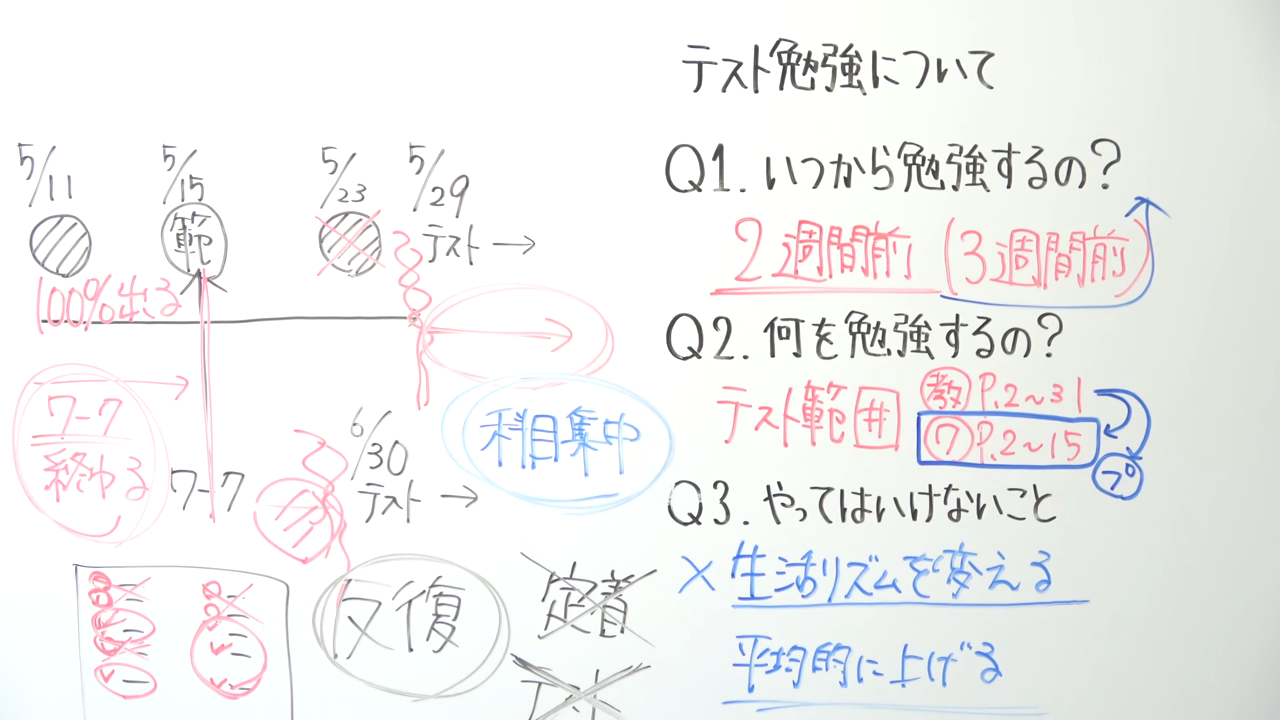 テスト勉強について
Q1. いつから勉強するの?
2週間前 (3週間前)
Q2. 何を勉強するの?
テスト範囲
教 P.2~31
ワ P.2~15
プ
Q3. やってはいけないこと
× 生活リズムを変える
平均的に上げる
5/11
5/15
5/23
5/29
範
テスト →
100%出る
ワーク
終わる
ワーク
6/30
テスト →
科目集中
反復
定着
テスト